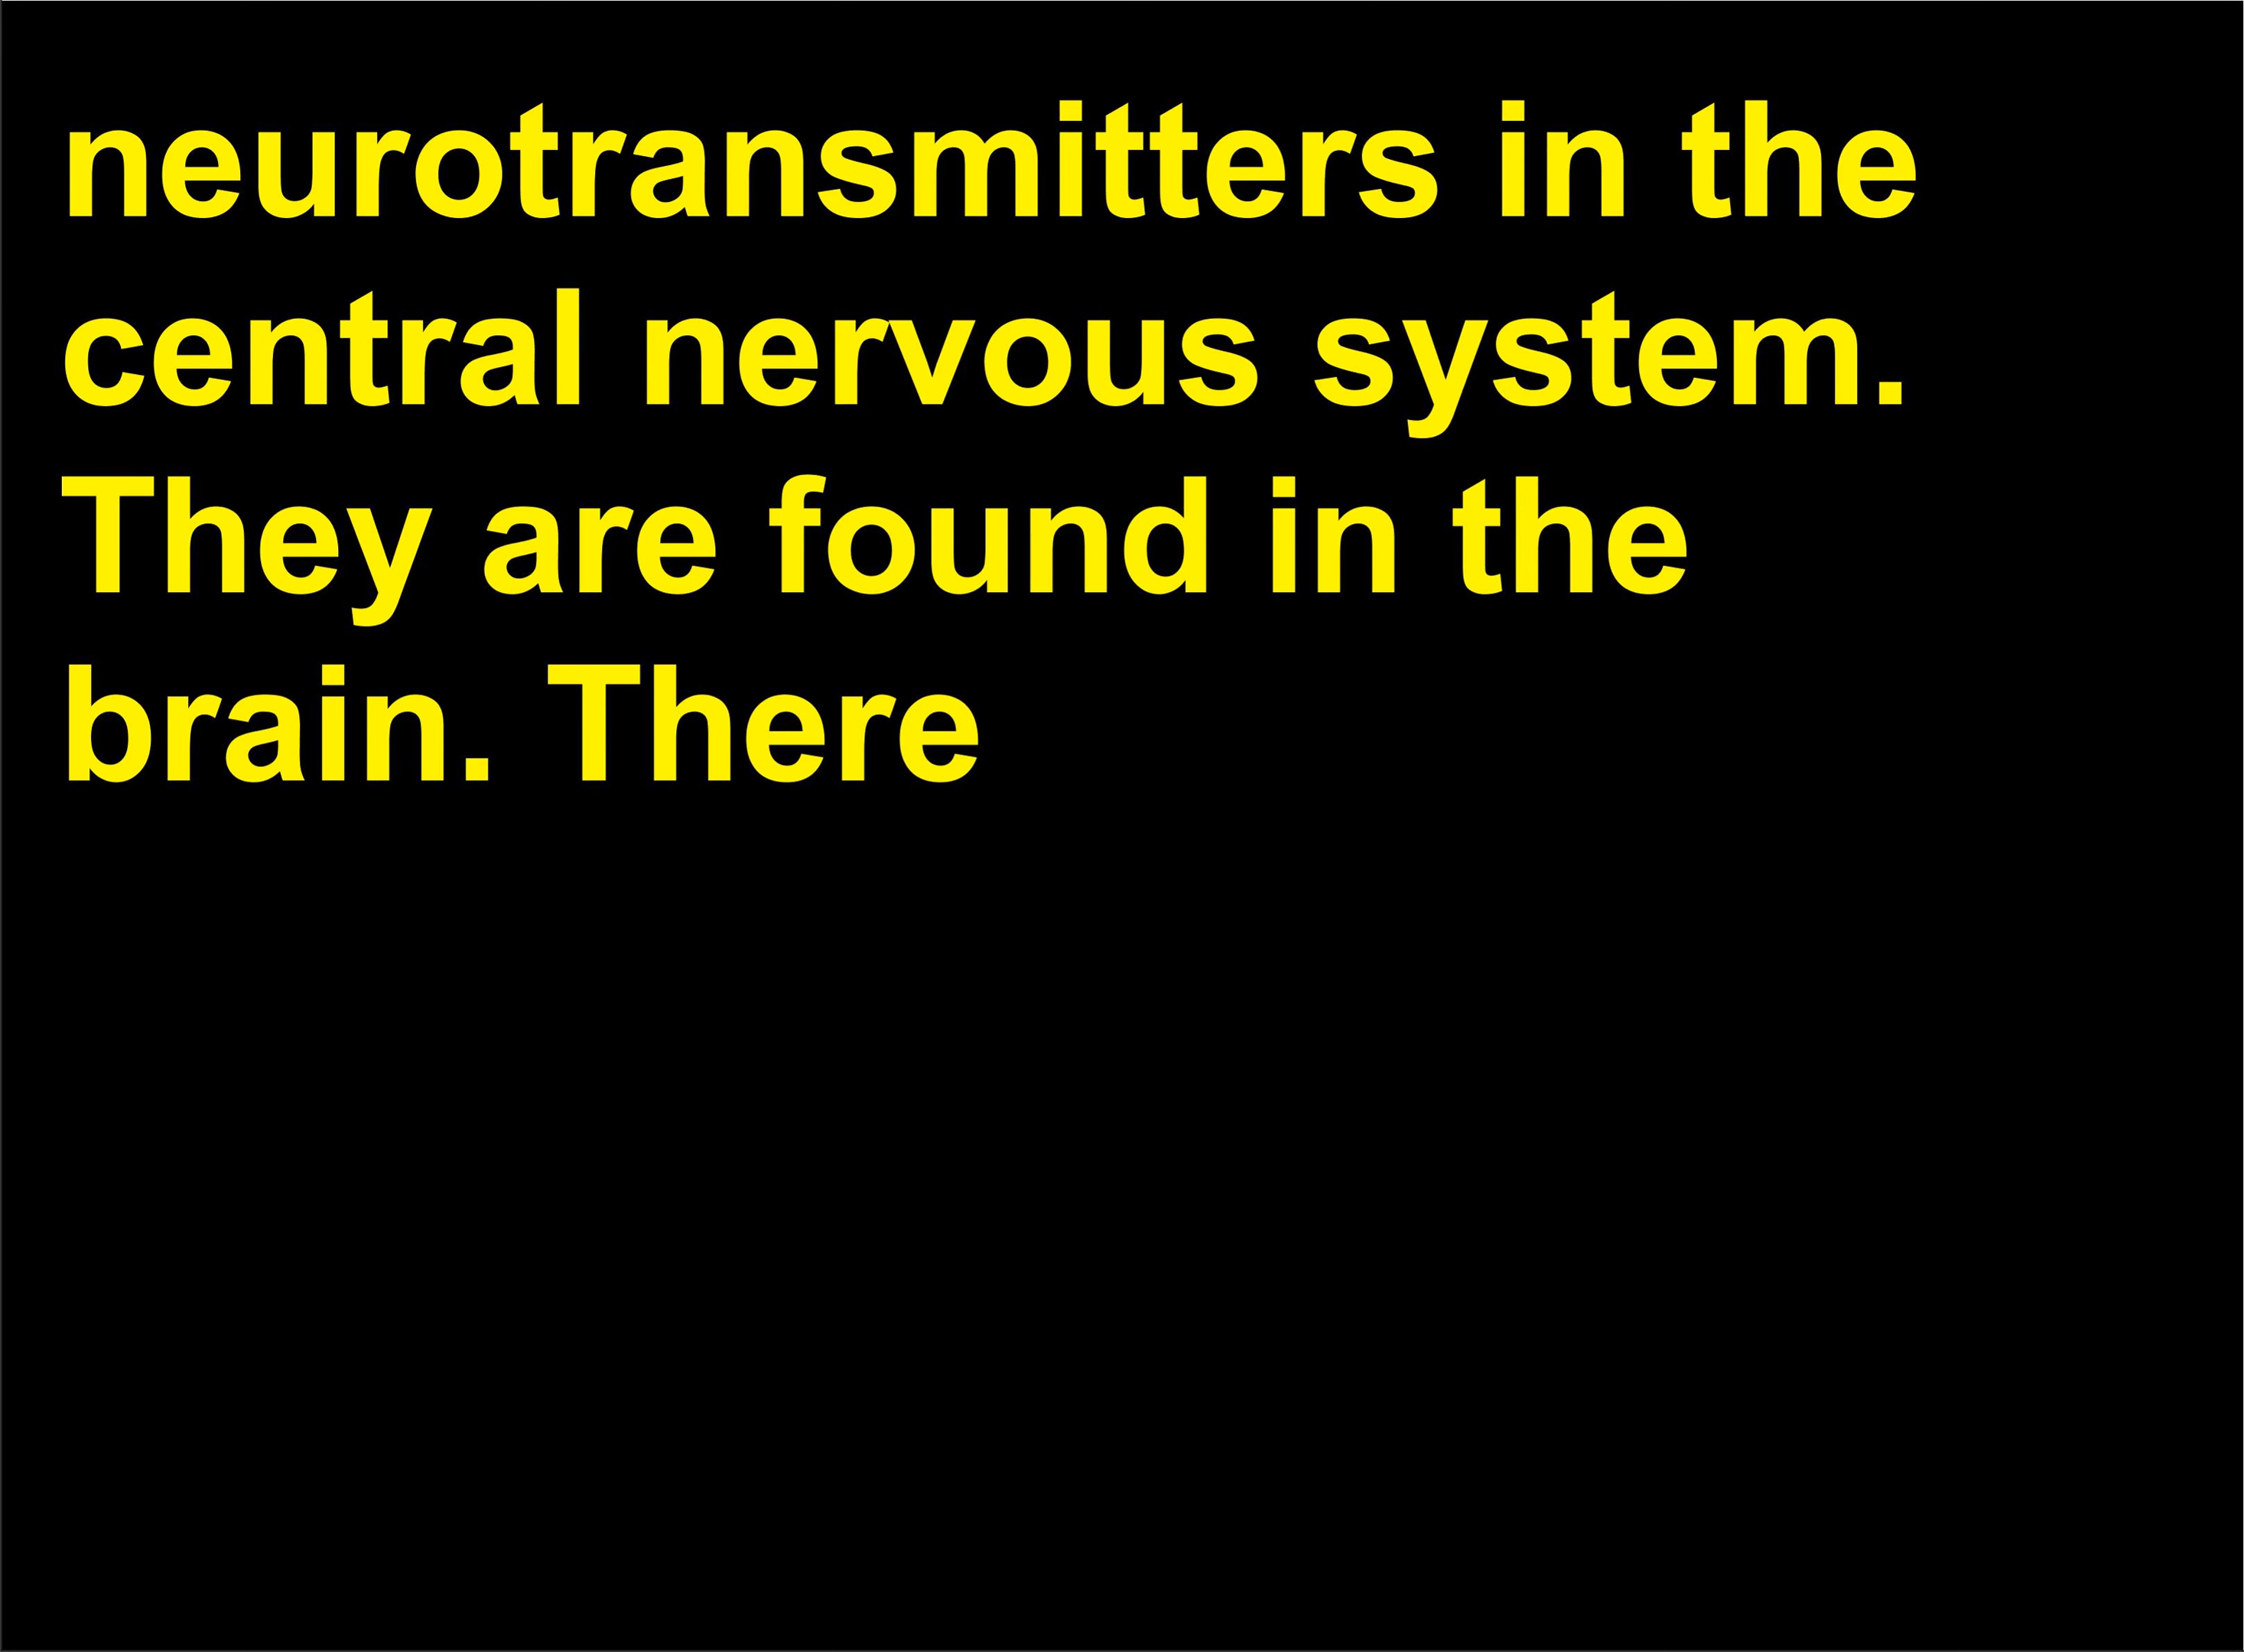 neurotransmitters in the
central nervous system.
They are found in the
brain. There